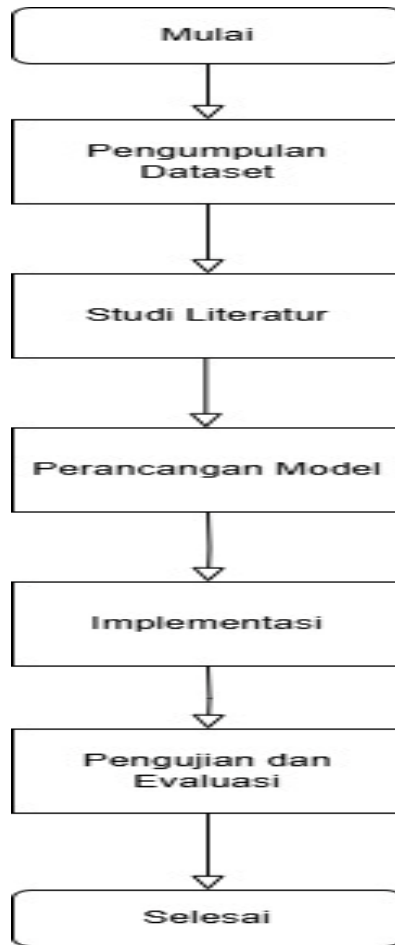 Mulai
Pengumpulan
Dataset
Studi Literatur
Perancangan Model
Implementasi
Pengujian dan
Evaluasi
Selesai